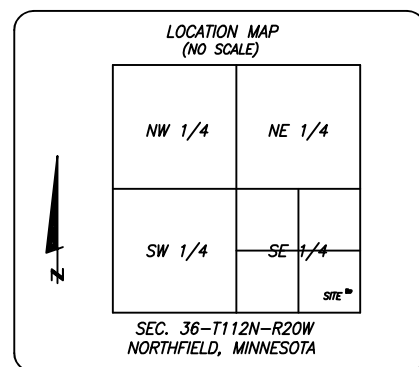 LOCATION MAP
(NO SCALE)
NW 1/4
NE 1/4
SW 1/4
SE 1/4
SITE
N
SEC. 36-T112N-R20W
NORTHFIELD, MINNESOTA